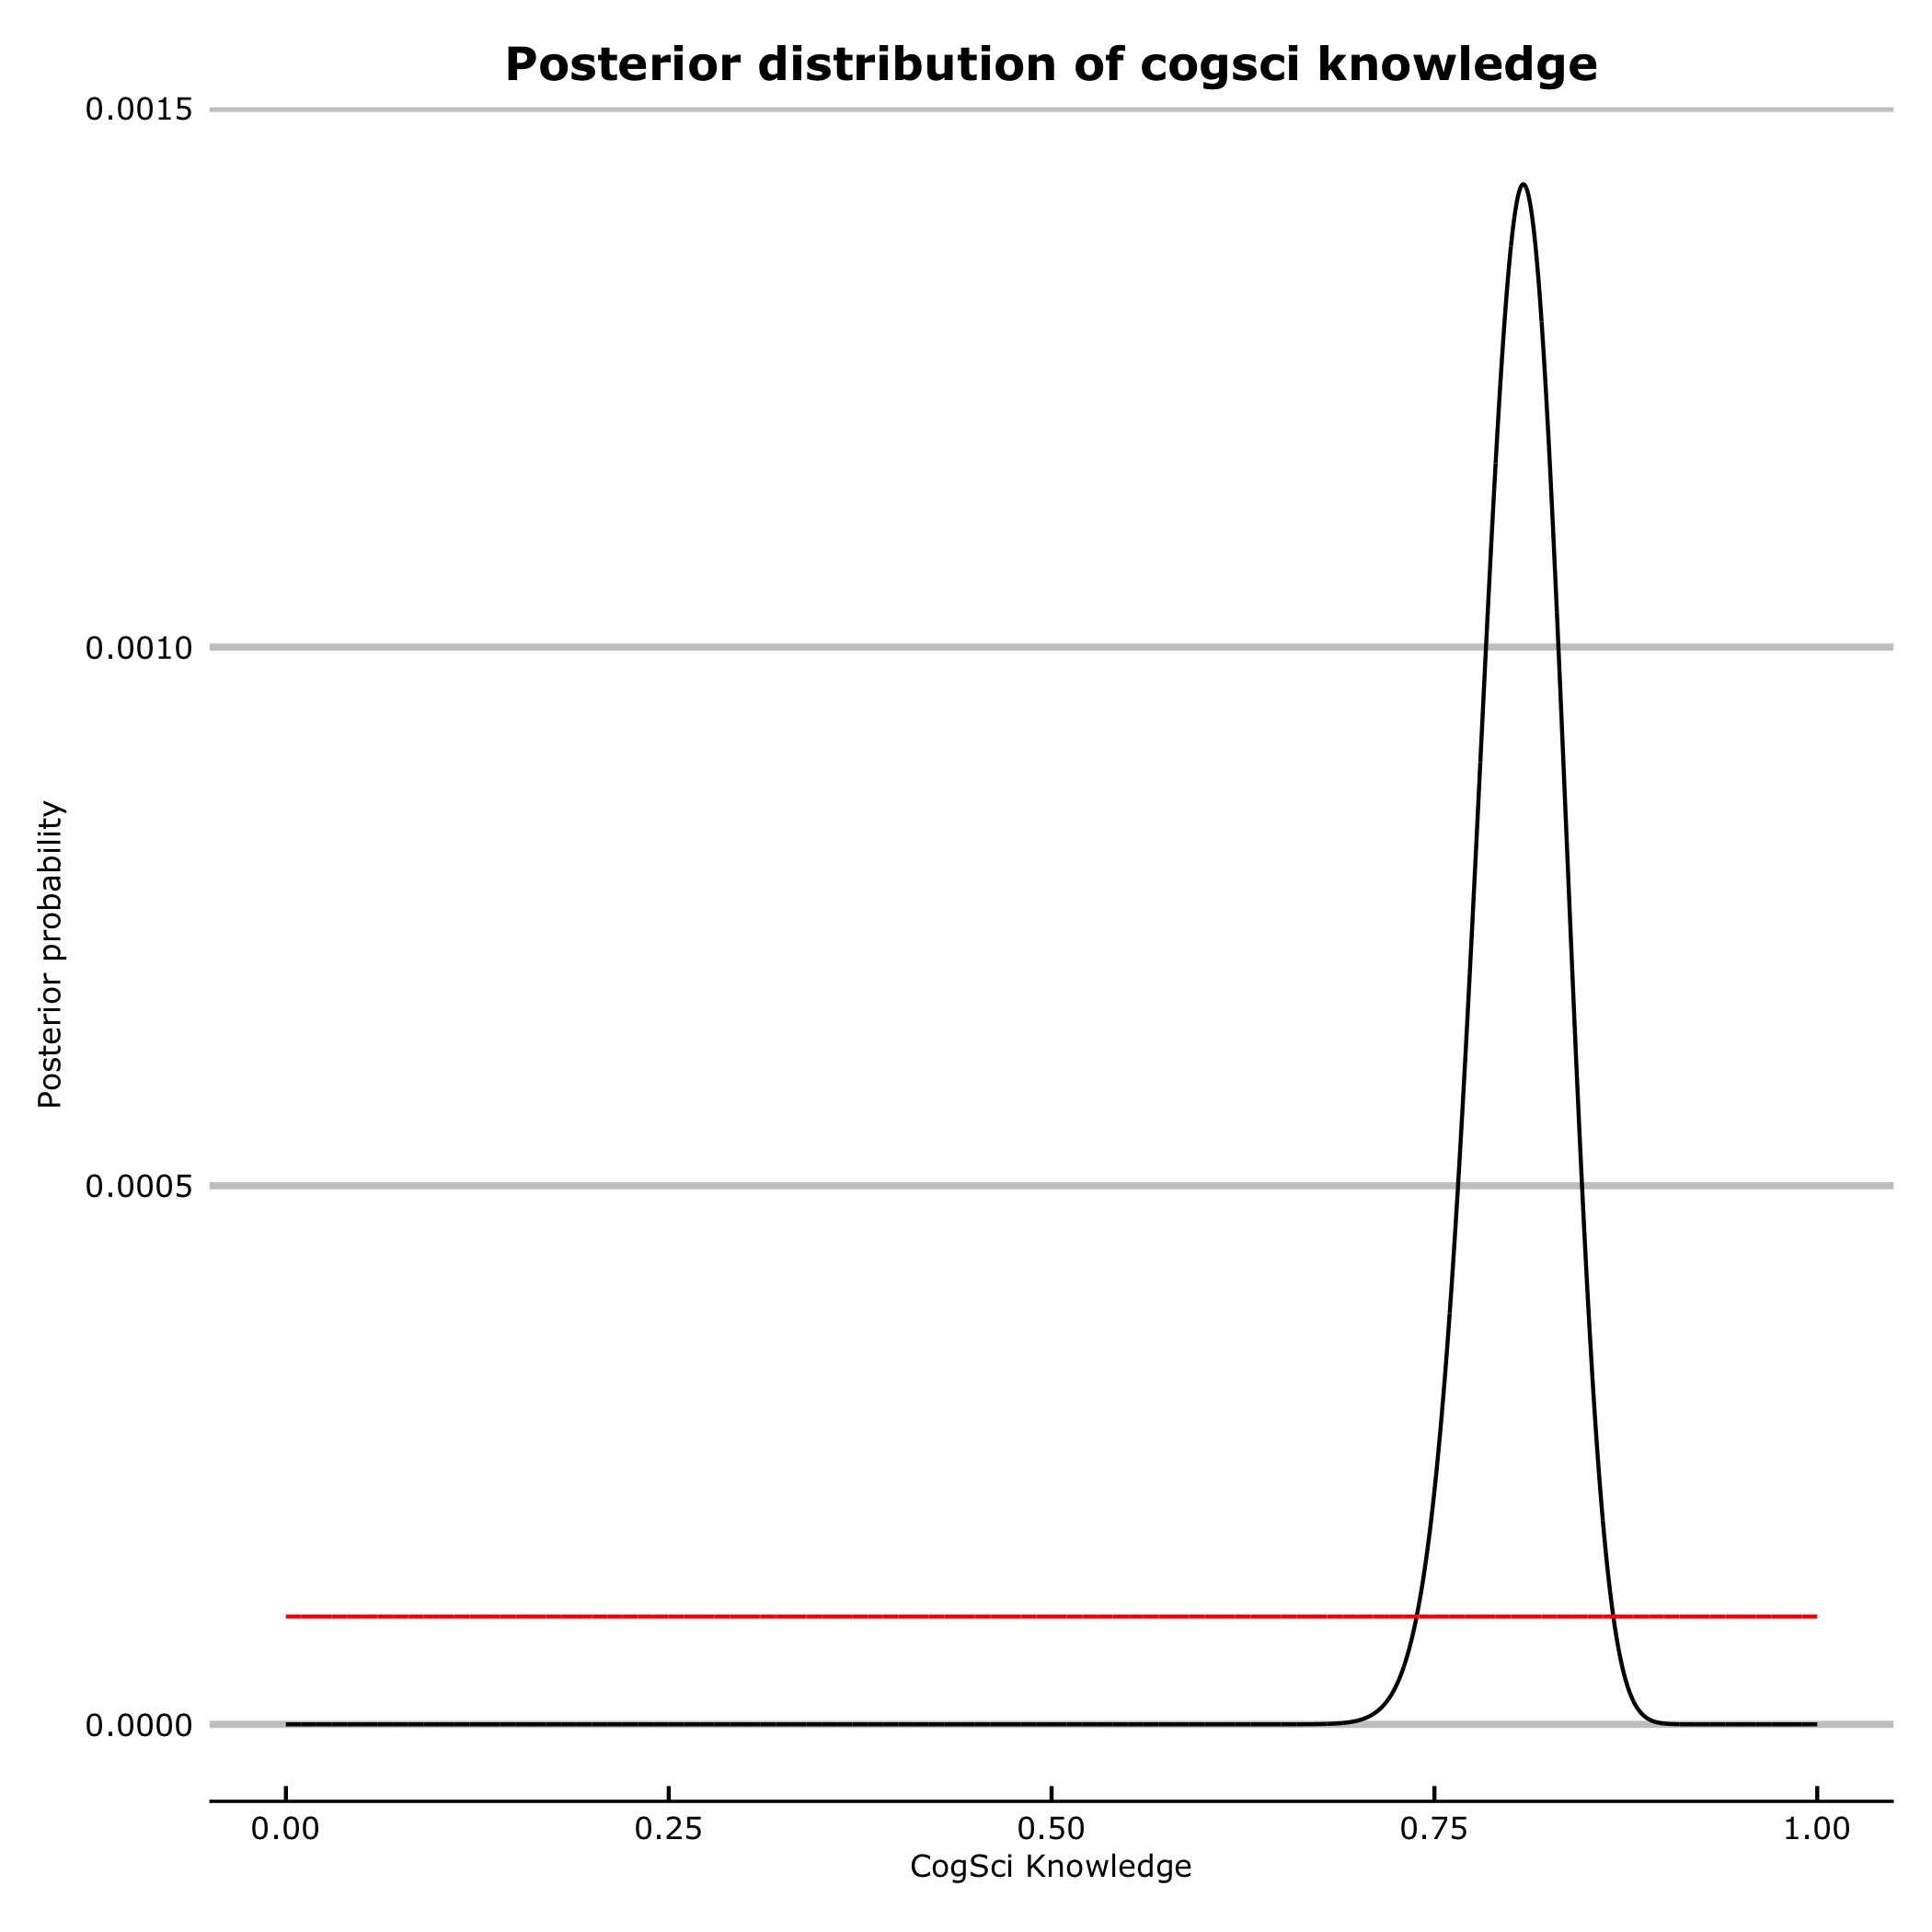 Posterior distribution of cogsci knowledge
0.0015
0.0010
0.0005
0.0000
Posterior probability
0.00 0.25 0.50 0.75 1.00
CogSci Knowledge